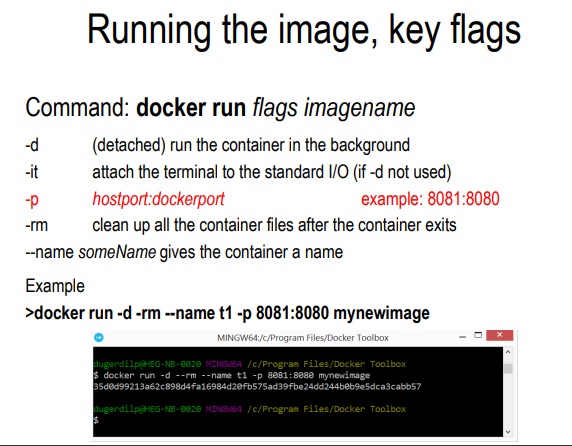 Running the image, key flags
Command: docker run flags imagename
-d (detached) run the container in the background
-it attach the terminal to the standard I/O (if -d not used)
-p hostport:dockerport example: 8081:8080
-rm clean up all the container files after the container exits
--name someName gives the container a name
Example
>docker run -d -rm --name t1 -p 8081:8080 mynewimage
MINGW64:/c/Program Files/Docker Toolbox
dugerdilp@HEG-NB-0020 MINGW64 /c/Program Files/Docker Toolbox
$ docker run -d --rm --name t1 -p 8081:8080 mynewimage
35d0d99213a62c898d4fa16984d20fb575ad39fbe24dd244b0b9e5dca3cabb57
dugerdilp@HEG-NB-0020 MINGW64 /c/Program Files/Docker Toolbox
$